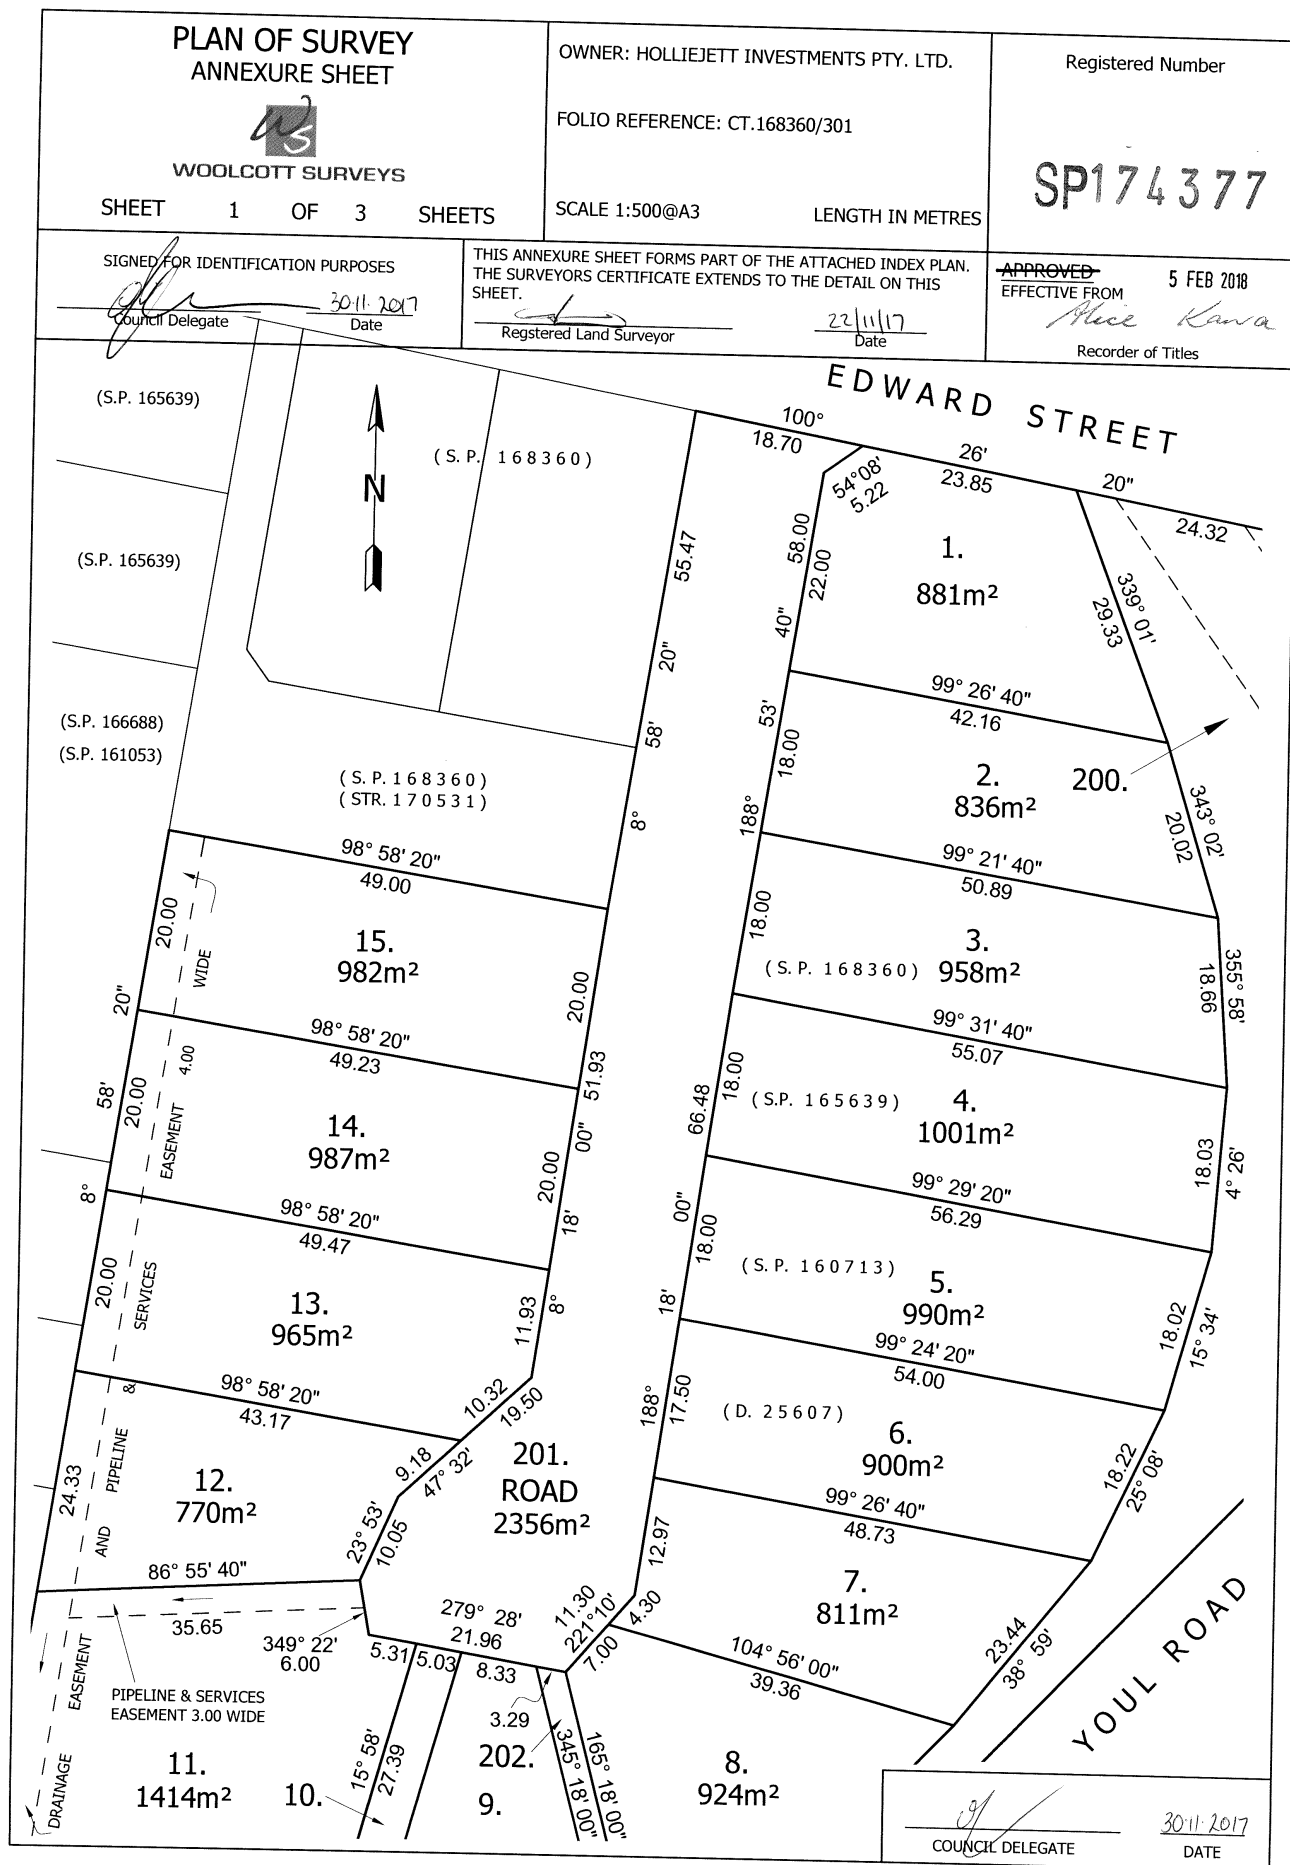 PLAN OF SURVEY
ANNEXURE SHEET
WS
WOOLCOTT SURVEYS
SHEET 1 OF 3 SHEETS
OWNER: HOLLIEJETT INVESTMENTS PTY. LTD.
FOLIO REFERENCE: CT.168360/301
SCALE 1:500@A3 LENGTH IN METRES
Registered Number
SP174377
SIGNED FOR IDENTIFICATION PURPOSES
30·11·2017
Council Delegate Date
THIS ANNEXURE SHEET FORMS PART OF THE ATTACHED INDEX PLAN.
THE SURVEYORS CERTIFICATE EXTENDS TO THE DETAIL ON THIS
SHEET.
22/11/17
Regstered Land Surveyor Date
APPROVED 5 FEB 2018
EFFECTIVE FROM
Alice Kawa
Recorder of Titles
EDWARD STREET
100° 26' 20"
18.70 23.85 24.32
(S.P. 165639)
(S.P. 168360)
N
54°08'
5.22
(S.P. 165639)
55.47
58.00
22.00
1.
881m²
339° 01'
29.33
8° 58' 20"
188° 53' 40"
(S.P. 166688)
(S.P. 161053)
99° 26' 40"
42.16
(S.P. 168360)
(STR. 170531)
18.00
2.
836m²
200.
343° 02'
20.02
98° 58' 20"
49.00
99° 21' 40"
50.89
20.00
15.
982m²
20.00
18.00
3.
(S.P. 168360) 958m²
18.66
355° 58'
98° 58' 20"
49.23
99° 31' 40"
55.07
8° 58' 20"
20.00
14.
987m²
20.00
51.93
8° 18' 00"
66.48
18.00
(S.P. 165639) 4.
1001m²
18.03
4° 26'
98° 58' 20"
49.47
99° 29' 20"
56.29
20.00
13.
965m²
11.93
188° 18' 00"
18.00
(S.P. 160713) 5.
990m²
18.02
15° 34'
98° 58' 20"
43.17
99° 24' 20"
54.00
10.32
19.50
9.18
47° 32'
17.50
(D. 25607)
6.
900m²
18.22
25° 08'
24.33
12.
770m²
23° 53'
10.05
201.
ROAD
2356m²
99° 26' 40"
48.73
12.97
7.
811m²
23.44
38° 59'
YOUL ROAD
86° 55' 40"
35.65
349° 22'
6.00
279° 28'
21.96
11.30
221°10'
4.30
7.00
5.31 5.03 8.33
3.29
104° 56' 00"
39.36
PIPELINE & SERVICES
EASEMENT 3.00 WIDE
DRAINAGE EASEMENT AND PIPELINE & SERVICES EASEMENT 4.00 WIDE
11.
1414m²
10.
15° 58'
27.39
202.
9.
345° 18' 00"
165° 18' 00"
8.
924m²
30·11·2017
COUNCIL DELEGATE DATE